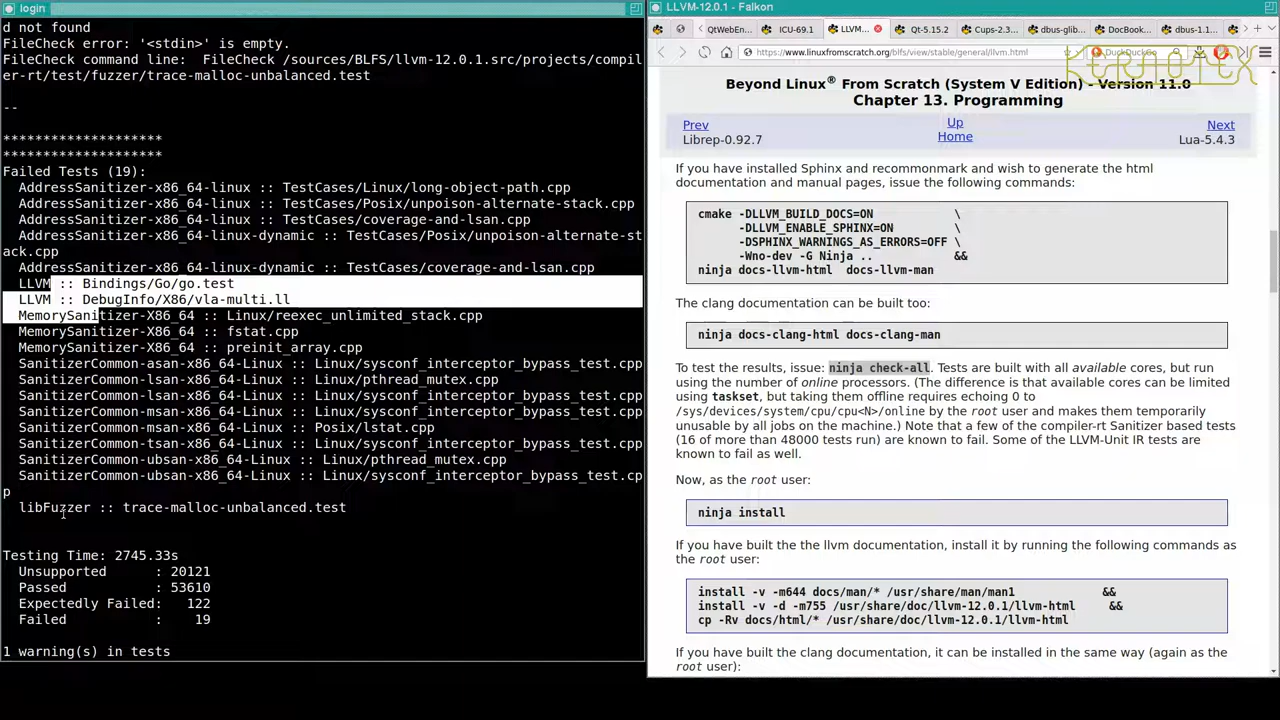 login
d not found
FileCheck error: '<stdin>' is empty.
FileCheck command line:  FileCheck /sources/BLFS/llvm-12.0.1.src/projects/compil
er-rt/test/fuzzer/trace-malloc-unbalanced.test
--
********************
********************
Failed Tests (19):
AddressSanitizer-x86_64-linux :: TestCases/Linux/long-object-path.cpp
AddressSanitizer-x86_64-linux :: TestCases/Posix/unpoison-alternate-stack.cpp
AddressSanitizer-x86_64-linux :: TestCases/coverage-and-lsan.cpp
AddressSanitizer-x86_64-linux-dynamic :: TestCases/Posix/unpoison-alternate-st
ack.cpp
AddressSanitizer-x86_64-linux-dynamic :: TestCases/coverage-and-lsan.cpp
LLVM :: Bindings/Go/go.test
LLVM :: DebugInfo/X86/vla-multi.ll
MemorySanitizer-X86_64 :: Linux/reexec_unlimited_stack.cpp
MemorySanitizer-X86_64 :: fstat.cpp
MemorySanitizer-X86_64 :: preinit_array.cpp
SanitizerCommon-asan-x86_64-Linux :: Linux/sysconf_interceptor_bypass_test.cpp
SanitizerCommon-lsan-x86_64-Linux :: Linux/pthread_mutex.cpp
SanitizerCommon-lsan-x86_64-Linux :: Linux/sysconf_interceptor_bypass_test.cpp
SanitizerCommon-msan-x86_64-Linux :: Linux/sysconf_interceptor_bypass_test.cpp
SanitizerCommon-msan-x86_64-Linux :: Posix/lstat.cpp
SanitizerCommon-tsan-x86_64-Linux :: Linux/sysconf_interceptor_bypass_test.cpp
SanitizerCommon-ubsan-x86_64-Linux :: Linux/pthread_mutex.cpp
SanitizerCommon-ubsan-x86_64-Linux :: Linux/sysconf_interceptor_bypass_test.cp
p
libFuzzer :: trace-malloc-unbalanced.test
Testing Time: 2745.33s
Unsupported      : 20121
Passed           : 53610
Expectedly Failed:   122
Failed           :    19
1 warning(s) in tests
LLVM-12.0.1 - Falkon
QtWebEn... ICU-69.1 LLVM... Qt-5.15.2 Cups-2.3... dbus-glib... DocBook... dbus-1.1...
https://www.linuxfromscratch.org/blfs/view/stable/general/llvm.html DuckDuckGo
KERNOTEX
Beyond Linux® From Scratch (System V Edition) - Version 11.0
Chapter 13. Programming
Prev Up Next
Librep-0.92.7 Home Lua-5.4.3
If you have installed Sphinx and recommonmark and wish to generate the html
documentation and manual pages, issue the following commands:
cmake -DLLVM_BUILD_DOCS=ON            \
-DLLVM_ENABLE_SPHINX=ON         \
-DSPHINX_WARNINGS_AS_ERRORS=OFF \
-Wno-dev -G Ninja ..            &&
ninja docs-llvm-html  docs-llvm-man
The clang documentation can be built too:
ninja docs-clang-html docs-clang-man
To test the results, issue: ninja check-all. Tests are built with all available cores, but run
using the number of online processors. (The difference is that available cores can be limited
using taskset, but taking them offline requires echoing 0 to
/sys/devices/system/cpu/cpu<N>/online by the root user and makes them temporarily
unusable by all jobs on the machine.) Note that a few of the compiler-rt Sanitizer based tests
(16 of more than 48000 tests run) are known to fail. Some of the LLVM-Unit IR tests are
known to fail as well.
Now, as the root user:
ninja install
If you have built the the llvm documentation, install it by running the following commands as
the root user:
install -v -m644 docs/man/* /usr/share/man/man1             &&
install -v -d -m755 /usr/share/doc/llvm-12.0.1/llvm-html     &&
cp -Rv docs/html/* /usr/share/doc/llvm-12.0.1/llvm-html
If you have built the clang documentation, it can be installed in the same way (again as the
root user):